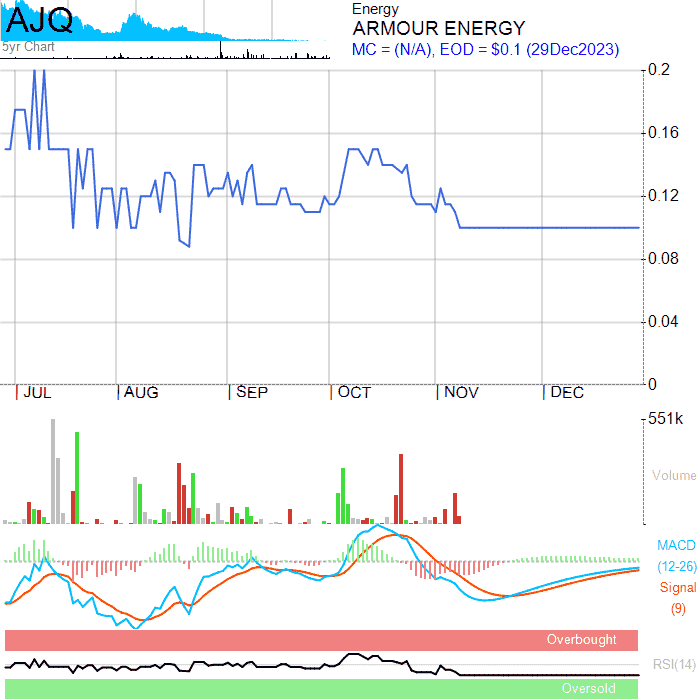 AJQ
5yr Chart
Energy
ARMOUR ENERGY
MC = (N/A), EOD = $0.1 (29Dec2023)
0.2
0.16
0.12
0.08
0.04
0
JUL AUG SEP OCT NOV DEC
551k
Volume
MACD
(12-26)
Signal
(9)
Overbought
RSI(14)
Oversold